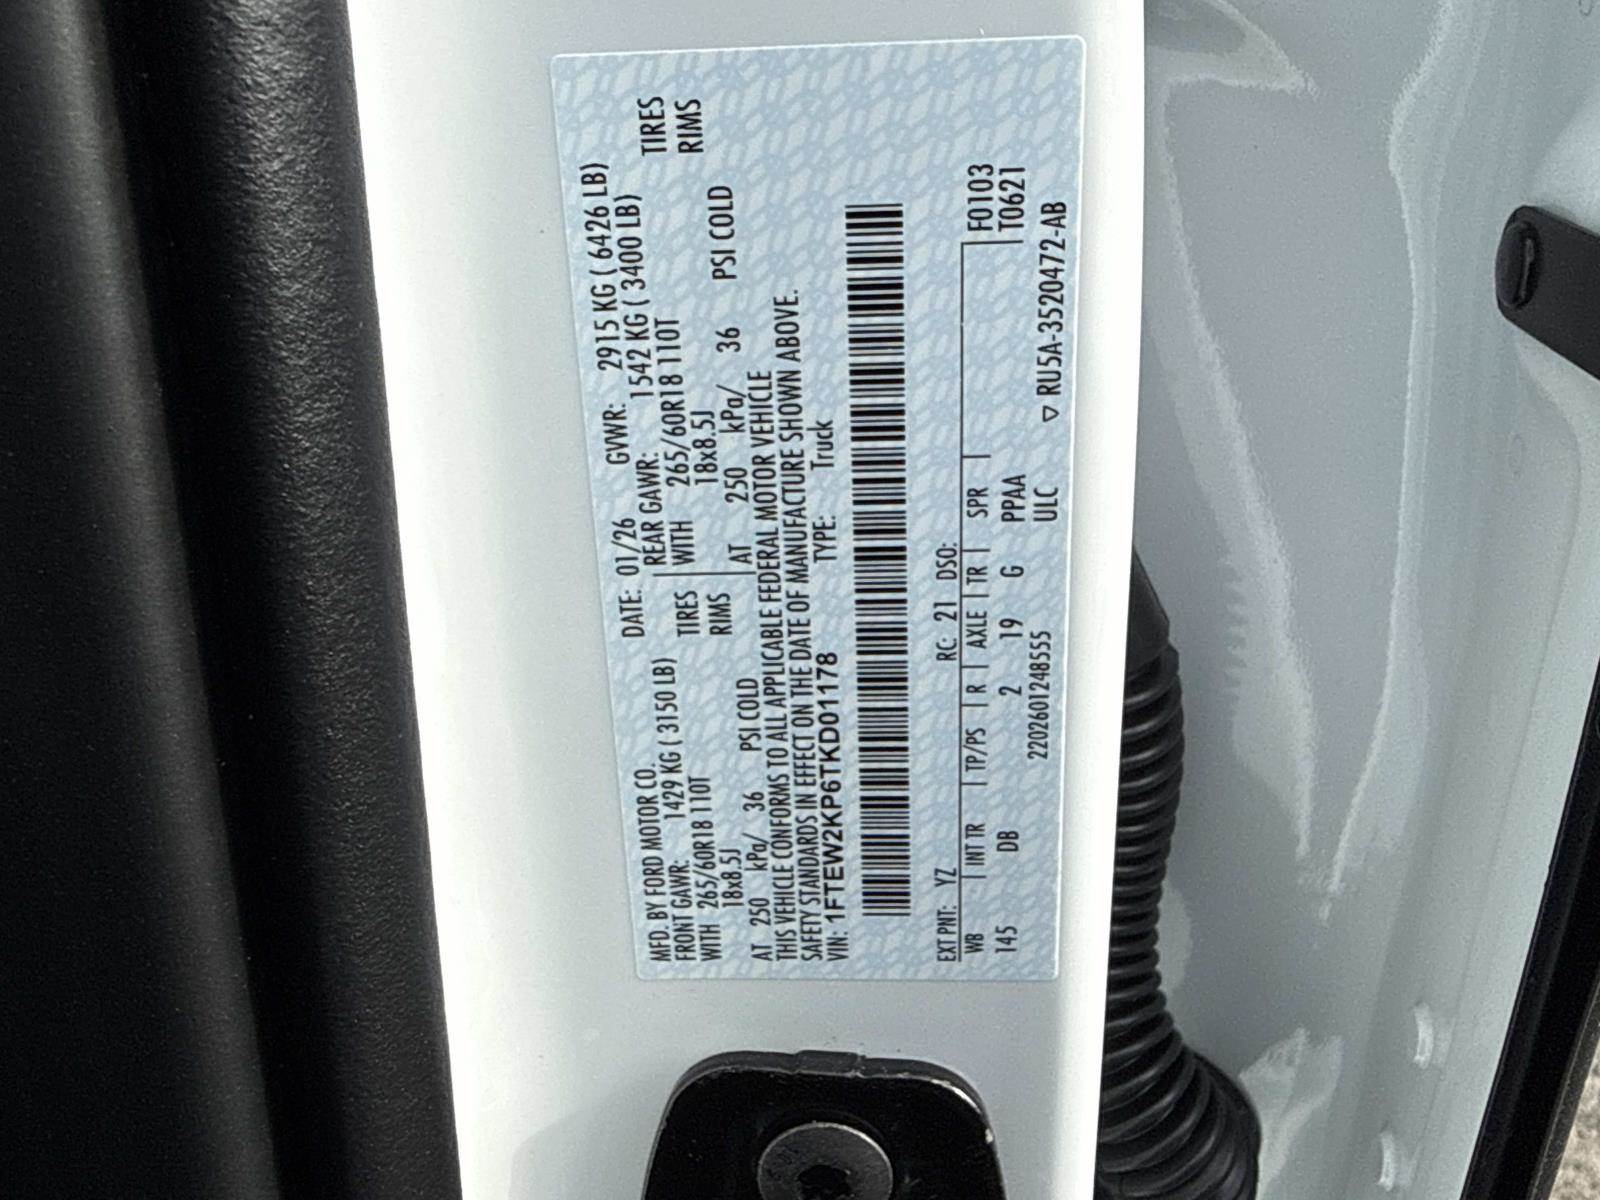 MFD. BY FORD MOTOR CO. DATE: 01/26 GVWR: 2915 KG ( 6426 LB)
FRONT GAWR: 1429 KG ( 3150 LB) REAR GAWR: 1542 KG ( 3400 LB)
WITH 265/60R18 110T TIRES WITH 265/60R18 110T TIRES
18x8.5J RIMS 18x8.5J RIMS
AT 250 kPa/ 36 PSI COLD AT 250 kPa/ 36 PSI COLD
THIS VEHICLE CONFORMS TO ALL APPLICABLE FEDERAL MOTOR VEHICLE
SAFETY STANDARDS IN EFFECT ON THE DATE OF MANUFACTURE SHOWN ABOVE.
VIN: 1FTEW2KP6TKD01178 TYPE: Truck
EXT PNT: YZ RC: 21 DSO: F0103
WB INT TR TP/PS R AXLE TR SPR T0621
145 DB 2 19 G PPAA
2202601248555 ULC ▽ RU5A-3520472-AB